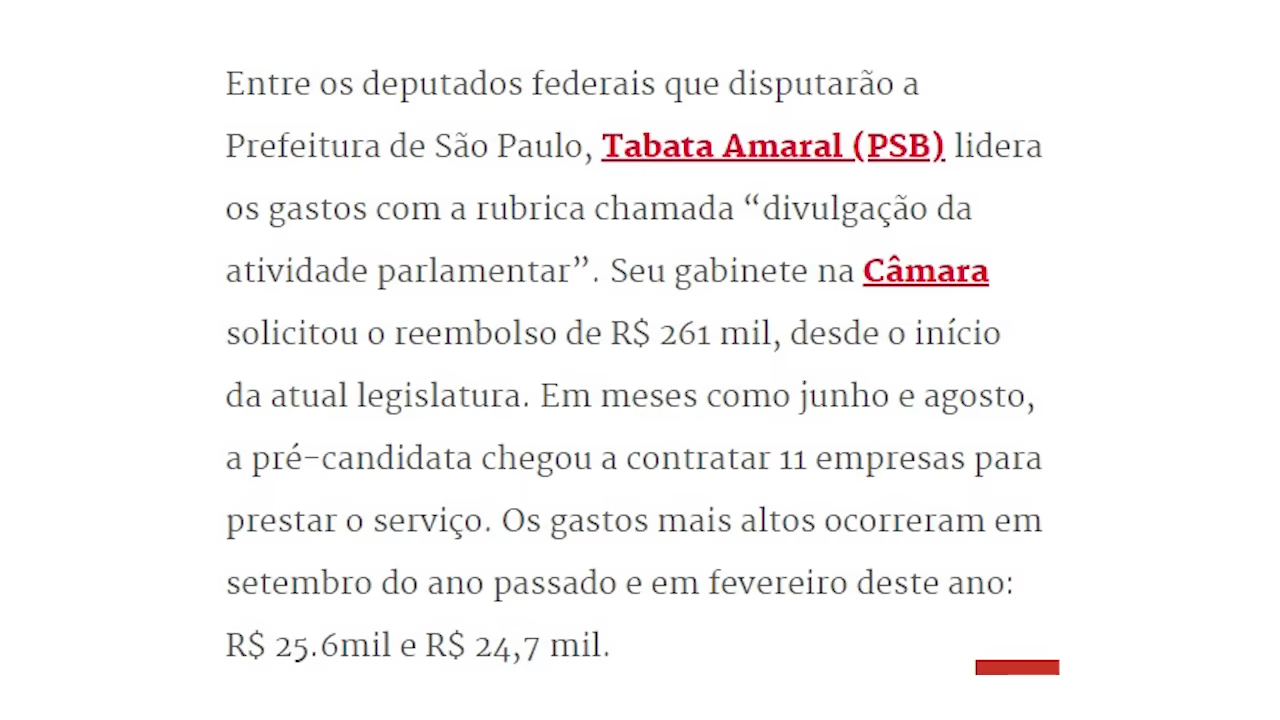 Entre os deputados federais que disputarão a
Prefeitura de São Paulo, Tabata Amaral (PSB) lidera
os gastos com a rubrica chamada “divulgação da
atividade parlamentar”. Seu gabinete na Câmara
solicitou o reembolso de R$ 261 mil, desde o início
da atual legislatura. Em meses como junho e agosto,
a pré-candidata chegou a contratar 11 empresas para
prestar o serviço. Os gastos mais altos ocorreram em
setembro do ano passado e em fevereiro deste ano:
R$ 25.6mil e R$ 24,7 mil.